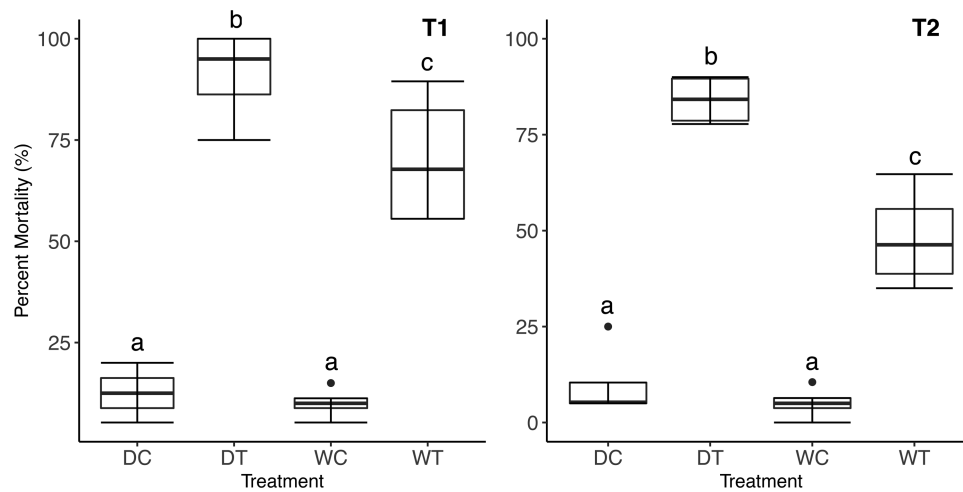 T1
100
75
50
25
Percent Mortality (%)
a
b
a
c
DC
DT
WC
WT
Treatment
T2
100
75
50
25
0
a
b
a
c
DC
DT
WC
WT
Treatment